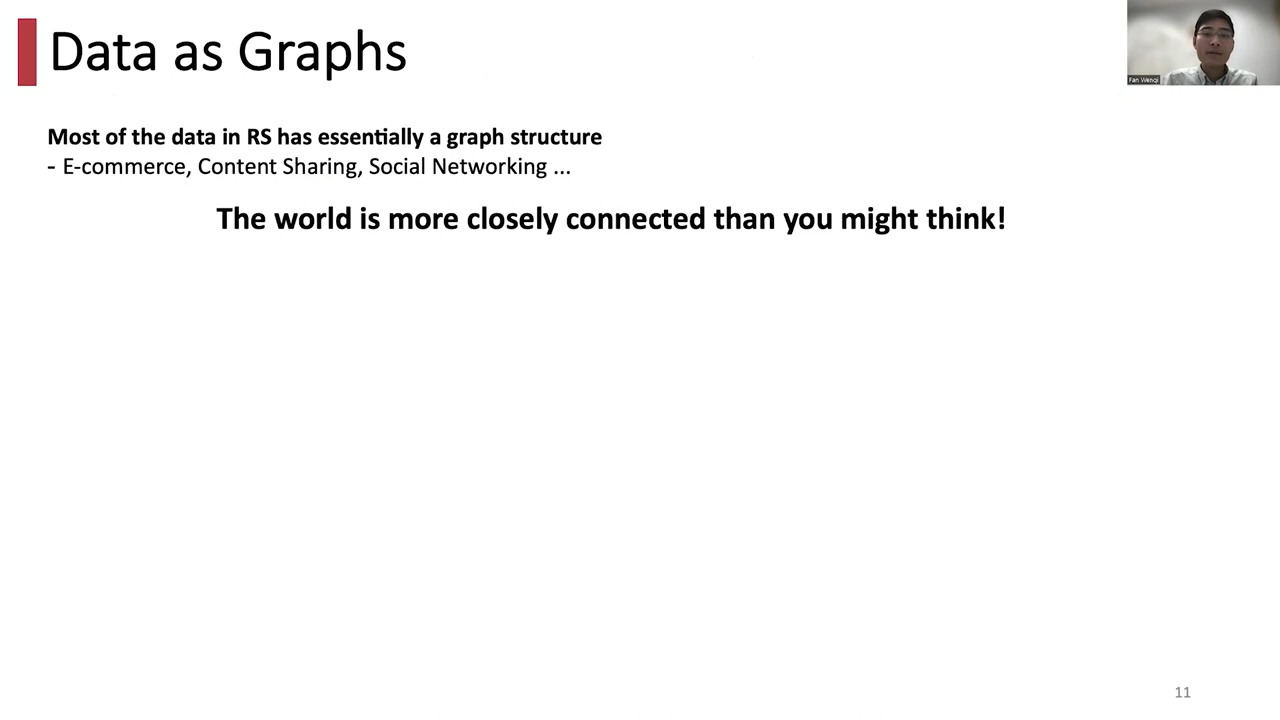 Data as Graphs
Fan Wenqi
Most of the data in RS has essentially a graph structure
- E-commerce, Content Sharing, Social Networking ...
The world is more closely connected than you might think!
11